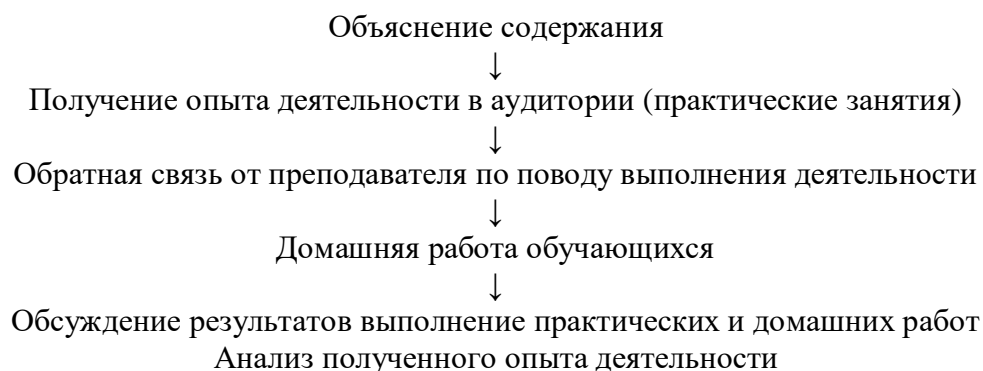 Объяснение содержания
↓
Получение опыта деятельности в аудитории (практические занятия)
↓
Обратная связь от преподавателя по поводу выполнения деятельности
↓
Домашняя работа обучающихся
↓
Обсуждение результатов выполнение практических и домашних работ
Анализ полученного опыта деятельности